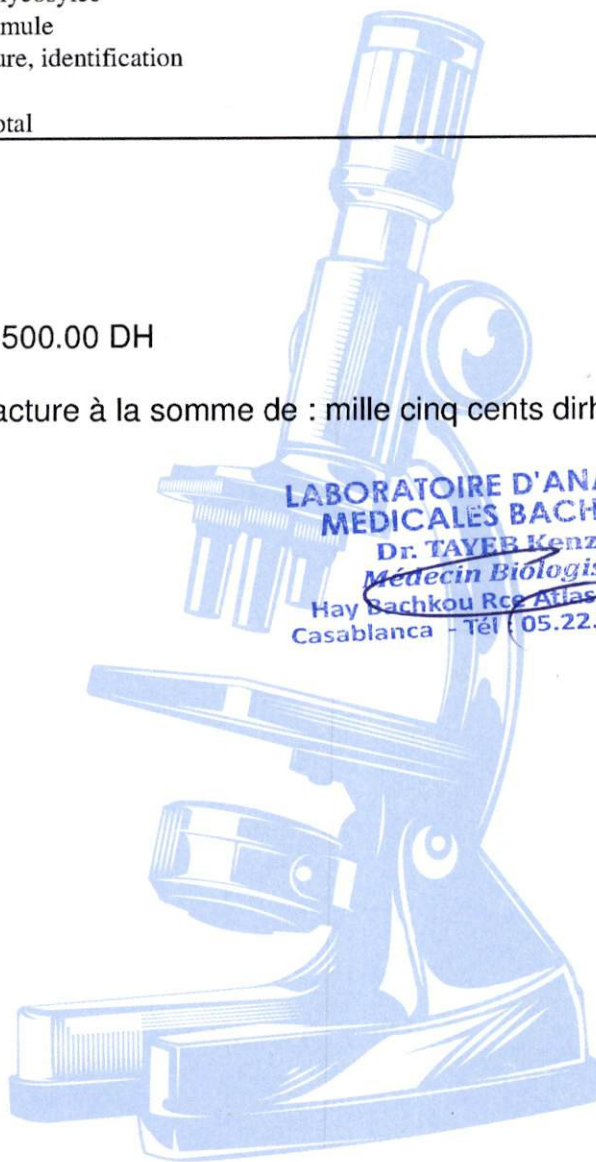 mule
ure, identification
otal
500.00 DH
acture à la somme de : mille cinq cents dirh
LABORATOIRE D'ANA
MEDICALES BACH
Dr. TAYEB Kenz
Médecin Biologis
Hay Bachkou Rce Atlas
Casablanca - Tél : 05.22.